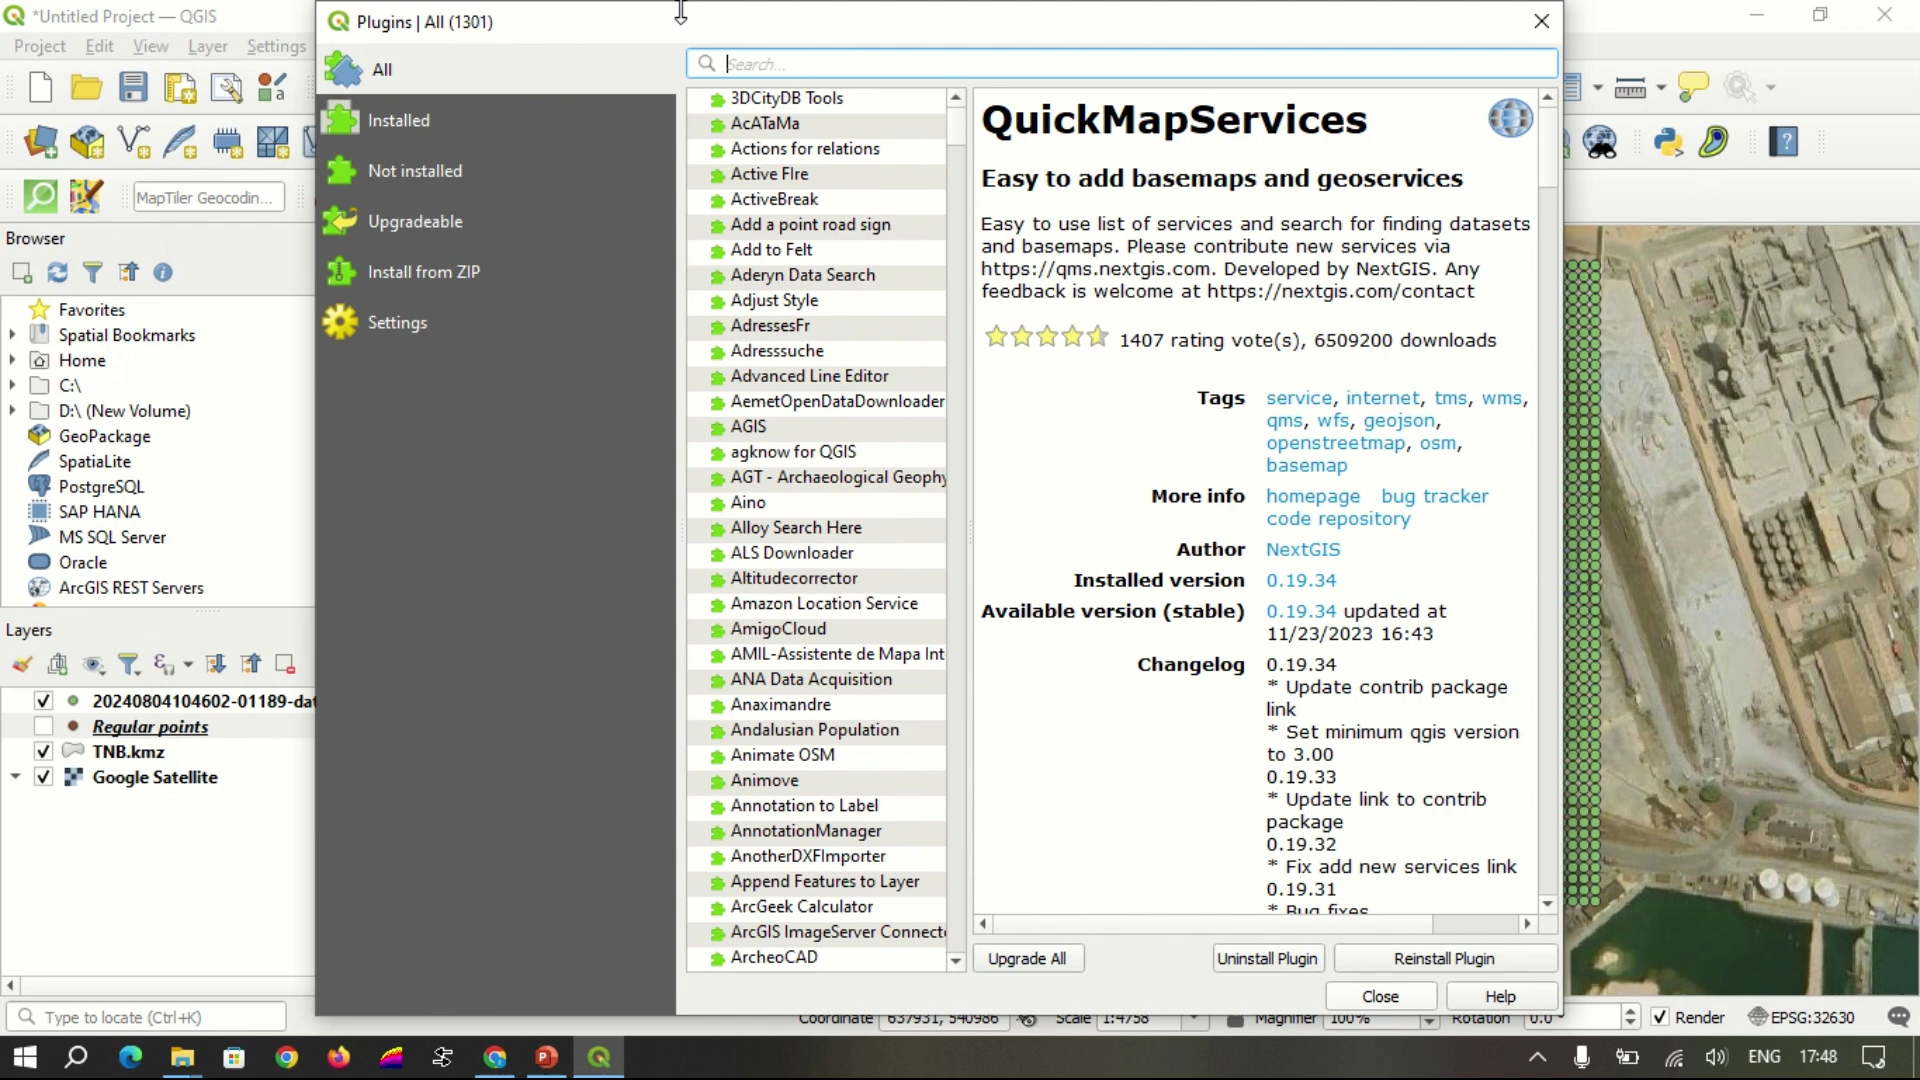 *Untitled Project — QGIS
Project Edit View Layer Settings
MapTiler Geocodin...
Browser
Favorites
Spatial Bookmarks
Home
C:\
D:\ (New Volume)
GeoPackage
SpatiaLite
PostgreSQL
SAP HANA
MS SQL Server
Oracle
ArcGIS REST Servers
Layers
20240804104602-01189-dat
Regular points
TNB.kmz
Google Satellite
Type to locate (Ctrl+K)
Plugins | All (1301)
All
Installed
Not installed
Upgradeable
Install from ZIP
Settings
Search...
3DCityDB Tools
AcATaMa
Actions for relations
Active FIre
ActiveBreak
Add a point road sign
Add to Felt
Aderyn Data Search
Adjust Style
AdressesFr
Adresssuche
Advanced Line Editor
AemetOpenDataDownloader
AGIS
agknow for QGIS
AGT - Archaeological Geophy
Aino
Alloy Search Here
ALS Downloader
Altitudecorrector
Amazon Location Service
AmigoCloud
AMIL-Assistente de Mapa Int
ANA Data Acquisition
Anaximandre
Andalusian Population
Animate OSM
Animove
Annotation to Label
AnnotationManager
AnotherDXFImporter
Append Features to Layer
ArcGeek Calculator
ArcGIS ImageServer Connecto
ArcheoCAD
QuickMapServices
Easy to add basemaps and geoservices
Easy to use list of services and search for finding datasets
and basemaps. Please contribute new services via
https://qms.nextgis.com. Developed by NextGIS. Any
feedback is welcome at https://nextgis.com/contact
1407 rating vote(s), 6509200 downloads
Tags service, internet, tms, wms,
qms, wfs, geojson,
openstreetmap, osm,
basemap
More info homepage bug tracker
code repository
Author NextGIS
Installed version 0.19.34
Available version (stable) 0.19.34 updated at
11/23/2023 16:43
Changelog 0.19.34
* Update contrib package
link
* Set minimum qgis version
to 3.00
0.19.33
* Update link to contrib
package
0.19.32
* Fix add new services link
0.19.31
* Bug fixes
Upgrade All Uninstall Plugin Reinstall Plugin
Close Help
Coordinate 637931, 540986 Scale 1:4758 Magnifier 100% Rotation 0.0 ° Render EPSG:32630
ENG 17:48